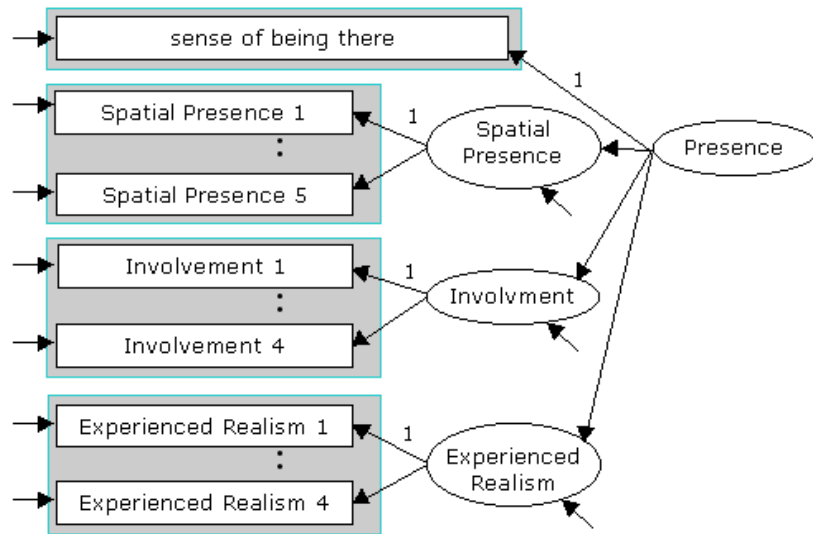 sense of being there
1
Spatial Presence 1
1
Spatial
Presence
Presence
:
Spatial Presence 5
Involvement 1
1
Involvment
:
Involvement 4
Experienced Realism 1
1
Experienced
Realism
:
Experienced Realism 4